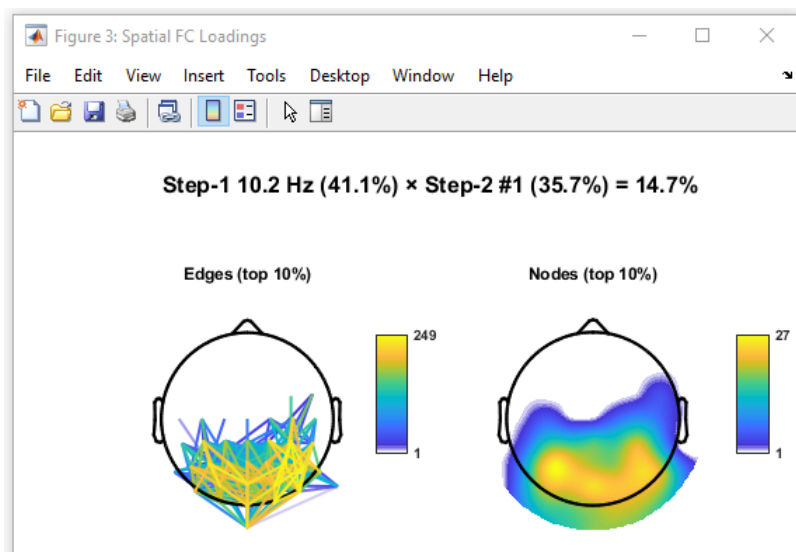 Figure 3: Spatial FC Loadings
File Edit View Insert Tools Desktop Window Help
Step-1 10.2 Hz (41.1%) × Step-2 #1 (35.7%) = 14.7%
Edges (top 10%)
Nodes (top 10%)
249
1
27
1